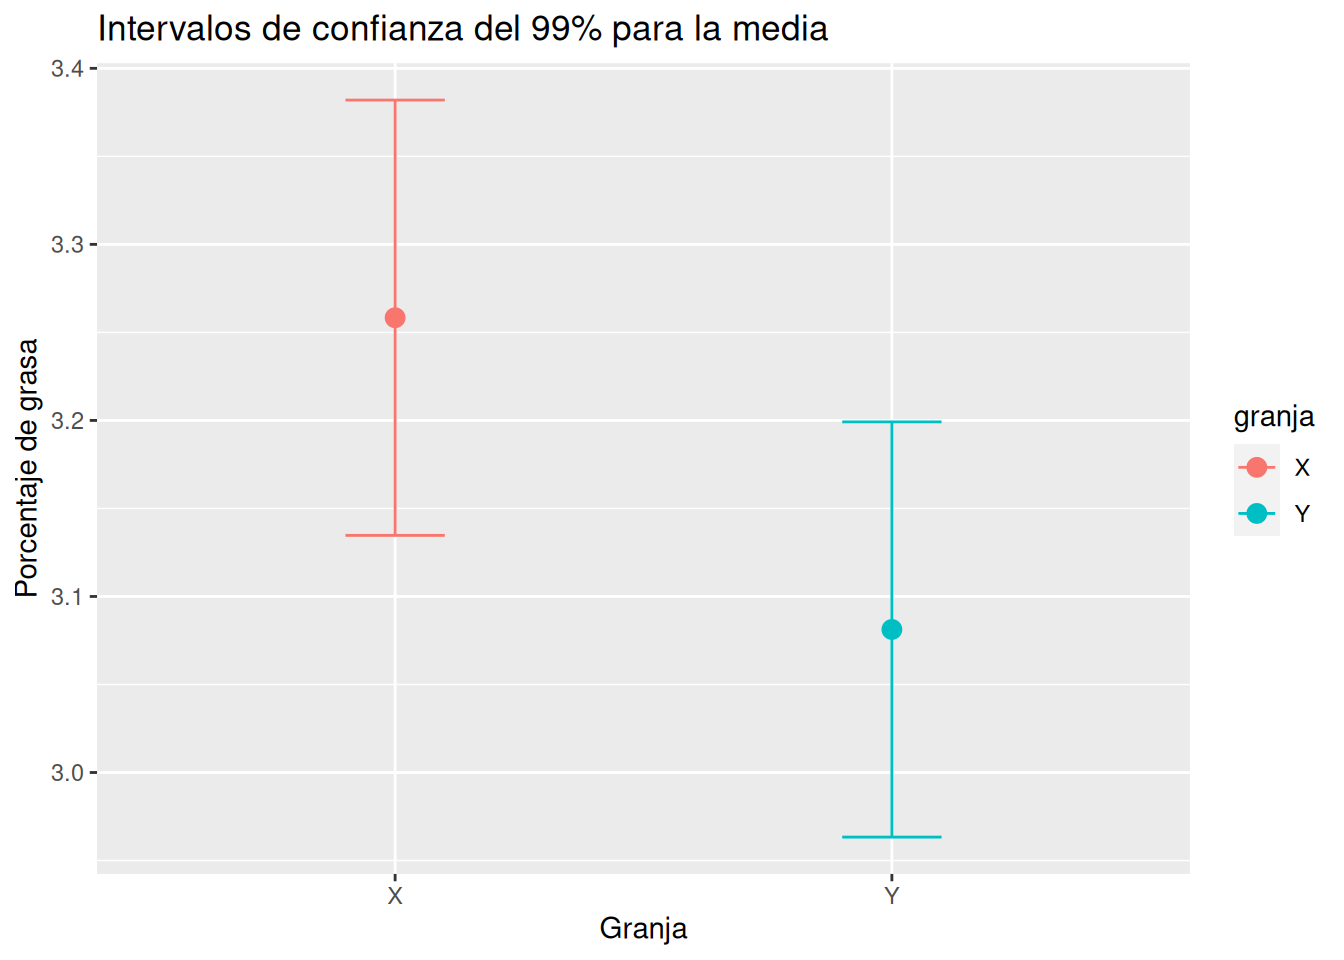 Intervalos de confianza del 99% para la media
3.4
3.3
3.2
3.1
3.0
Porcentaje de grasa
X
Y
Granja
granja
X
Y